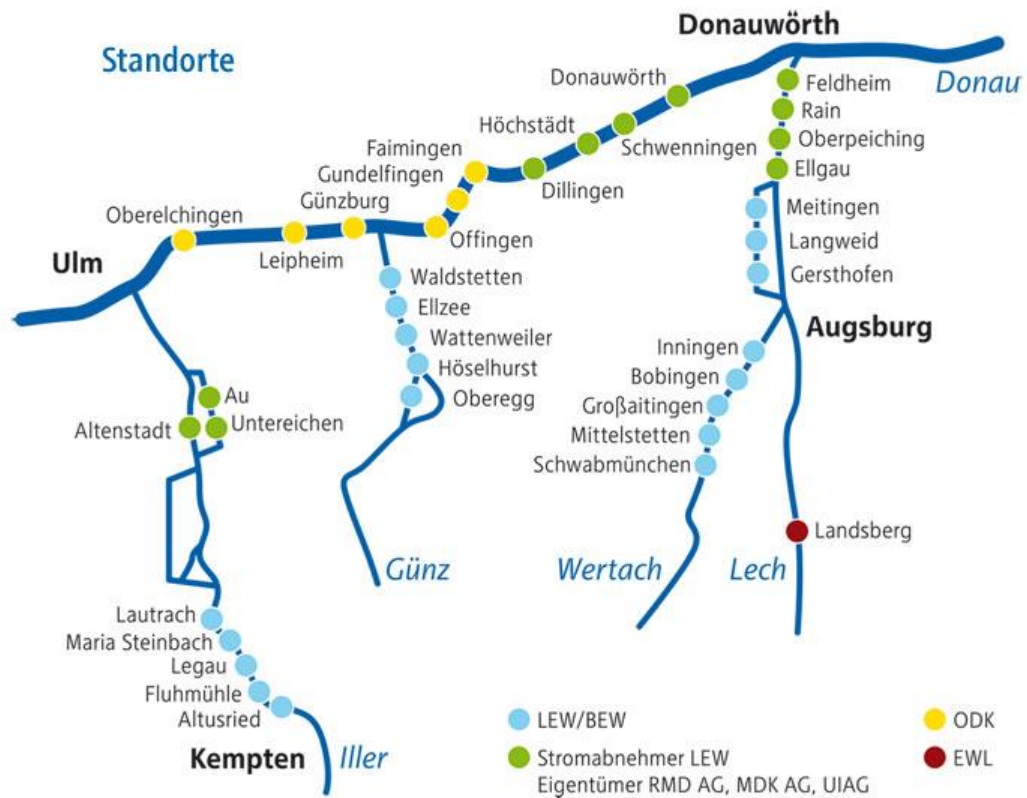 Standorte
Donauwörth
Donau
Donauwörth
Feldheim
Rain
Höchstädt
Schwenningen
Oberpeiching
Faimingen
Ellgau
Gundelfingen
Dillingen
Günzburg
Meitingen
Oberelchingen
Offingen
Langweid
Ulm
Leipheim
Waldstetten
Gersthofen
Ellzee
Augsburg
Wattenweiler
Inningen
Höselhurst
Bobingen
Au
Oberegg
Großaitingen
Altenstadt
Untereichen
Mittelstetten
Schwabmünchen
Landsberg
Günz
Wertach
Lech
Lautrach
Maria Steinbach
Legau
Fluhmühle
Altusried
Kempten
Iller
LEW/BEW
ODK
Stromabnehmer LEW
EWL
Eigentümer RMD AG, MDK AG, UIAG